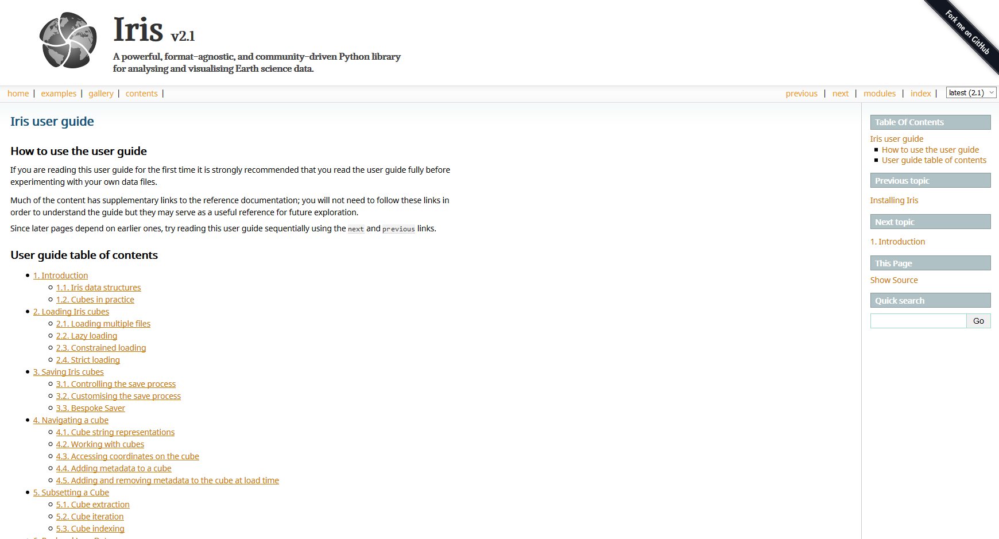 Iris v2.1
A powerful, format-agnostic, and community-driven Python library
for analysing and visualising Earth science data.
Fork me on GitHub
home | examples | gallery | contents |
previous | next | modules | index | latest (2.1)
Iris user guide
How to use the user guide
If you are reading this user guide for the first time it is strongly recommended that you read the user guide fully before
experimenting with your own data files.
Much of the content has supplementary links to the reference documentation; you will not need to follow these links in
order to understand the guide but they may serve as a useful reference for future exploration.
Since later pages depend on earlier ones, try reading this user guide sequentially using the next and previous links.
User guide table of contents
1. Introduction
1.1. Iris data structures
1.2. Cubes in practice
2. Loading Iris cubes
2.1. Loading multiple files
2.2. Lazy loading
2.3. Constrained loading
2.4. Strict loading
3. Saving Iris cubes
3.1. Controlling the save process
3.2. Customising the save process
3.3. Bespoke Saver
4. Navigating a cube
4.1. Cube string representations
4.2. Working with cubes
4.3. Accessing coordinates on the cube
4.4. Adding metadata to a cube
4.5. Adding and removing metadata to the cube at load time
5. Subsetting a Cube
5.1. Cube extraction
5.2. Cube iteration
5.3. Cube indexing
Table Of Contents
Iris user guide
How to use the user guide
User guide table of contents
Previous topic
Installing Iris
Next topic
1. Introduction
This Page
Show Source
Quick search
Go